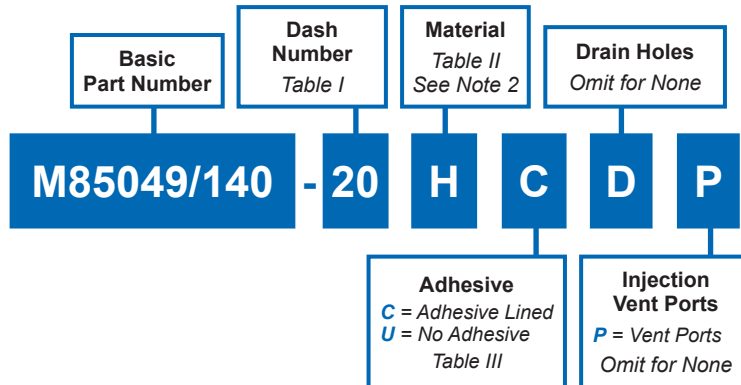 Basic
Part Number
Dash
Number
Table I
Material
Table II
See Note 2
Drain Holes
Omit for None
M85049/140 - 20 H C D P
Adhesive
C = Adhesive Lined
U = No Adhesive
Table III
Injection
Vent Ports
P = Vent Ports
Omit for None